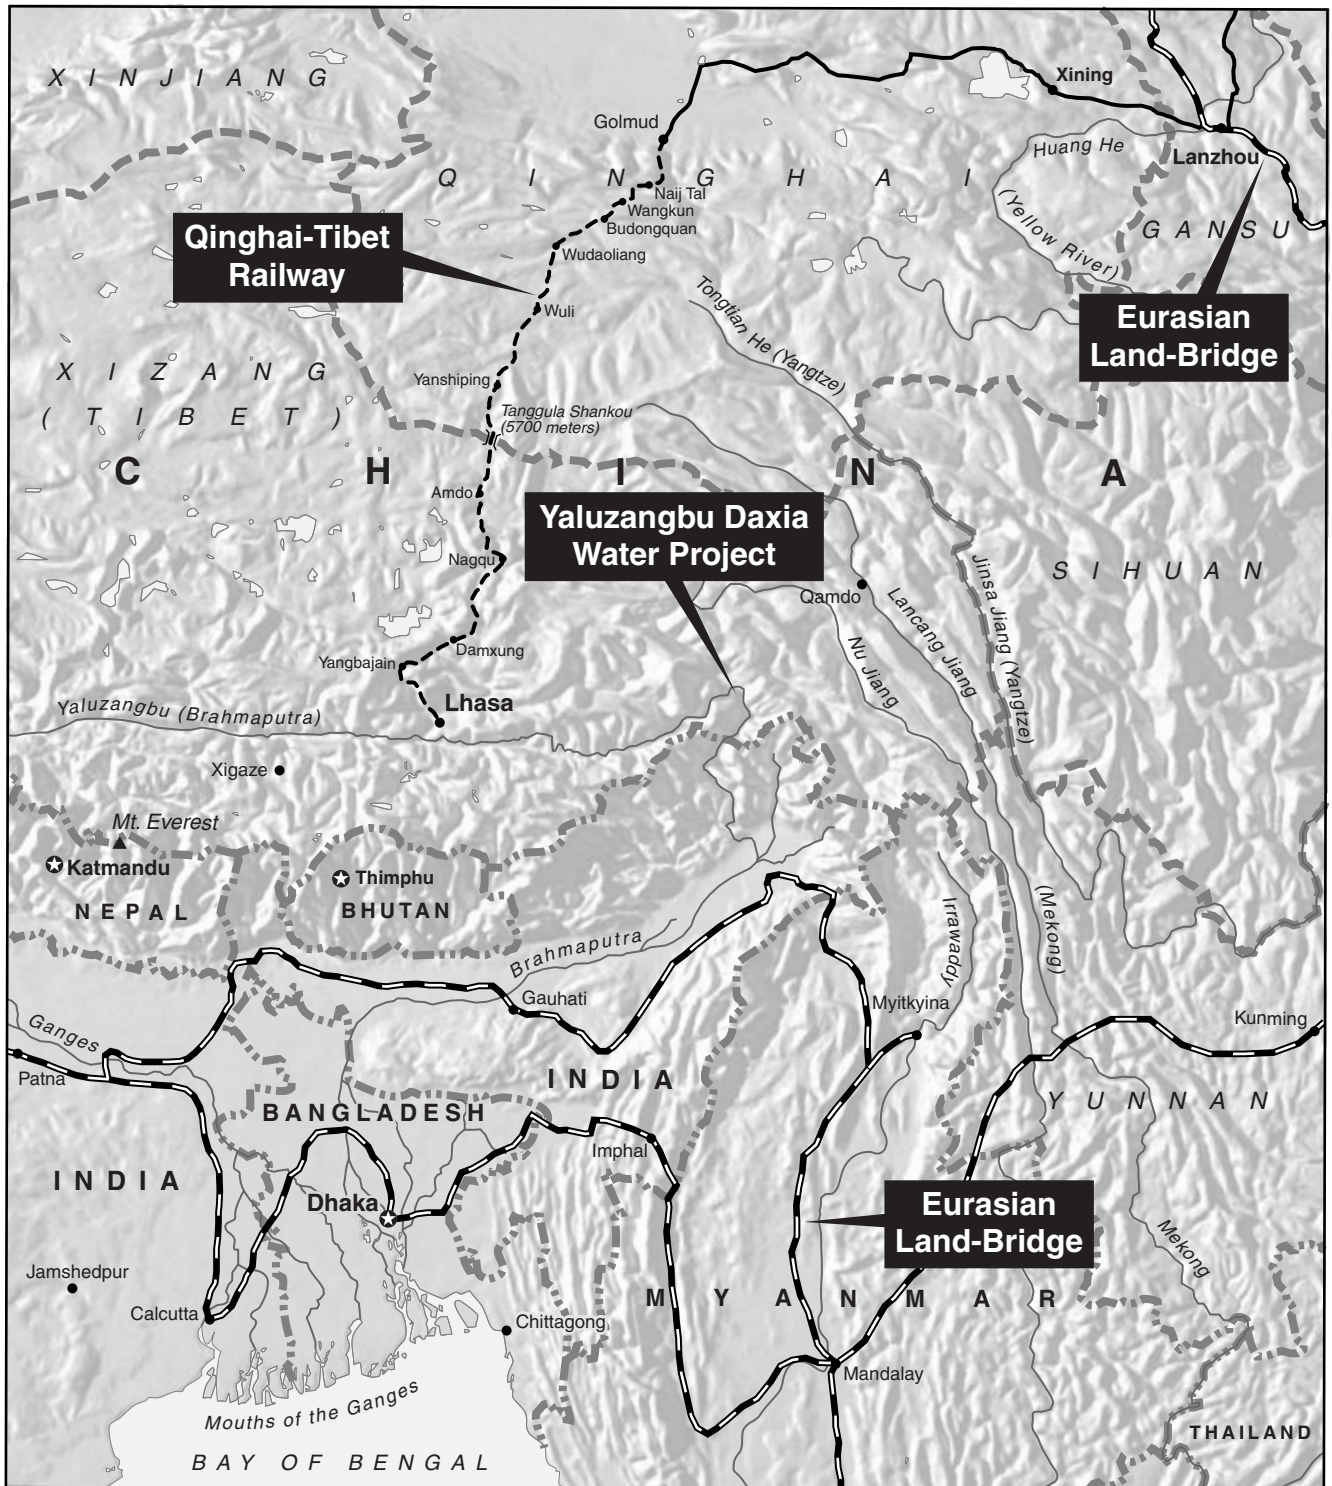 XINJIANG
Xining
Golmud
Huang He
Lanzhou
QINGHAI
Naij Tal
Wangkun
Budongquan
(Yellow River)
GANSU
Qinghai-Tibet
Railway
Wudaoliang
Tongtian He (Yangtze)
Wuli
Eurasian
Land-Bridge
XIZANG
(TIBET)
Yanshiping
Tanggula Shankou
(5700 meters)
CHINA
Amdo
Yaluzangbu Daxia
Water Project
Nagqu
SIHUAN
Qamdo
Lancang Jiang
Jinsa Jiang (Yangtze)
Nu Jiang
Damxung
Yangbajain
Lhasa
Yaluzangbu (Brahmaputra)
Xigaze
Mt. Everest
Katmandu
Thimphu
NEPAL
BHUTAN
Irrawaddy
(Mekong)
Brahmaputra
Gauhati
Myitkyina
Kunming
Ganges
Patna
INDIA
YUNNAN
BANGLADESH
Imphal
INDIA
Dhaka
Eurasian
Land-Bridge
Mekong
Jamshedpur
Calcutta
MYANMAR
Chittagong
Mandalay
Mouths of the Ganges
THAILAND
BAY OF BENGAL